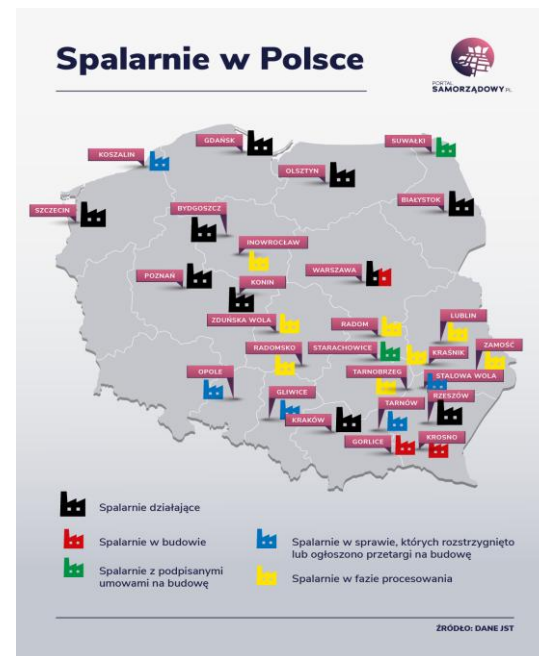 Spalarnie w Polsce
PORTAL
SAMORZĄDOWY PL
GDAŃSK
SUWAŁKI
KOSZALIN
OLSZTYN
BIAŁYSTOK
SZCZECIN
BYDGOSZCZ
INOWROCŁAW
POZNAŃ
WARSZAWA
KONIN
LUBLIN
ZDUŃSKA WOLA
RADOM
ZAMOŚĆ
RADOMSKO
STARACHOWICE
KRAŚNIK
OPOLE
TARNOBRZEG
STALOWA WOLA
GLIWICE
TARNÓW
RZESZÓW
KRAKÓW
GORLICE
KROSNO
Spalarnie działające
Spalarnie w budowie
Spalarnie z podpisanymi
umowami na budowę
Spalarnie w sprawie, których rozstrzygnięto
lub ogłoszono przetargi na budowę
Spalarnie w fazie procesowania
ŹRÓDŁO: DANE JST